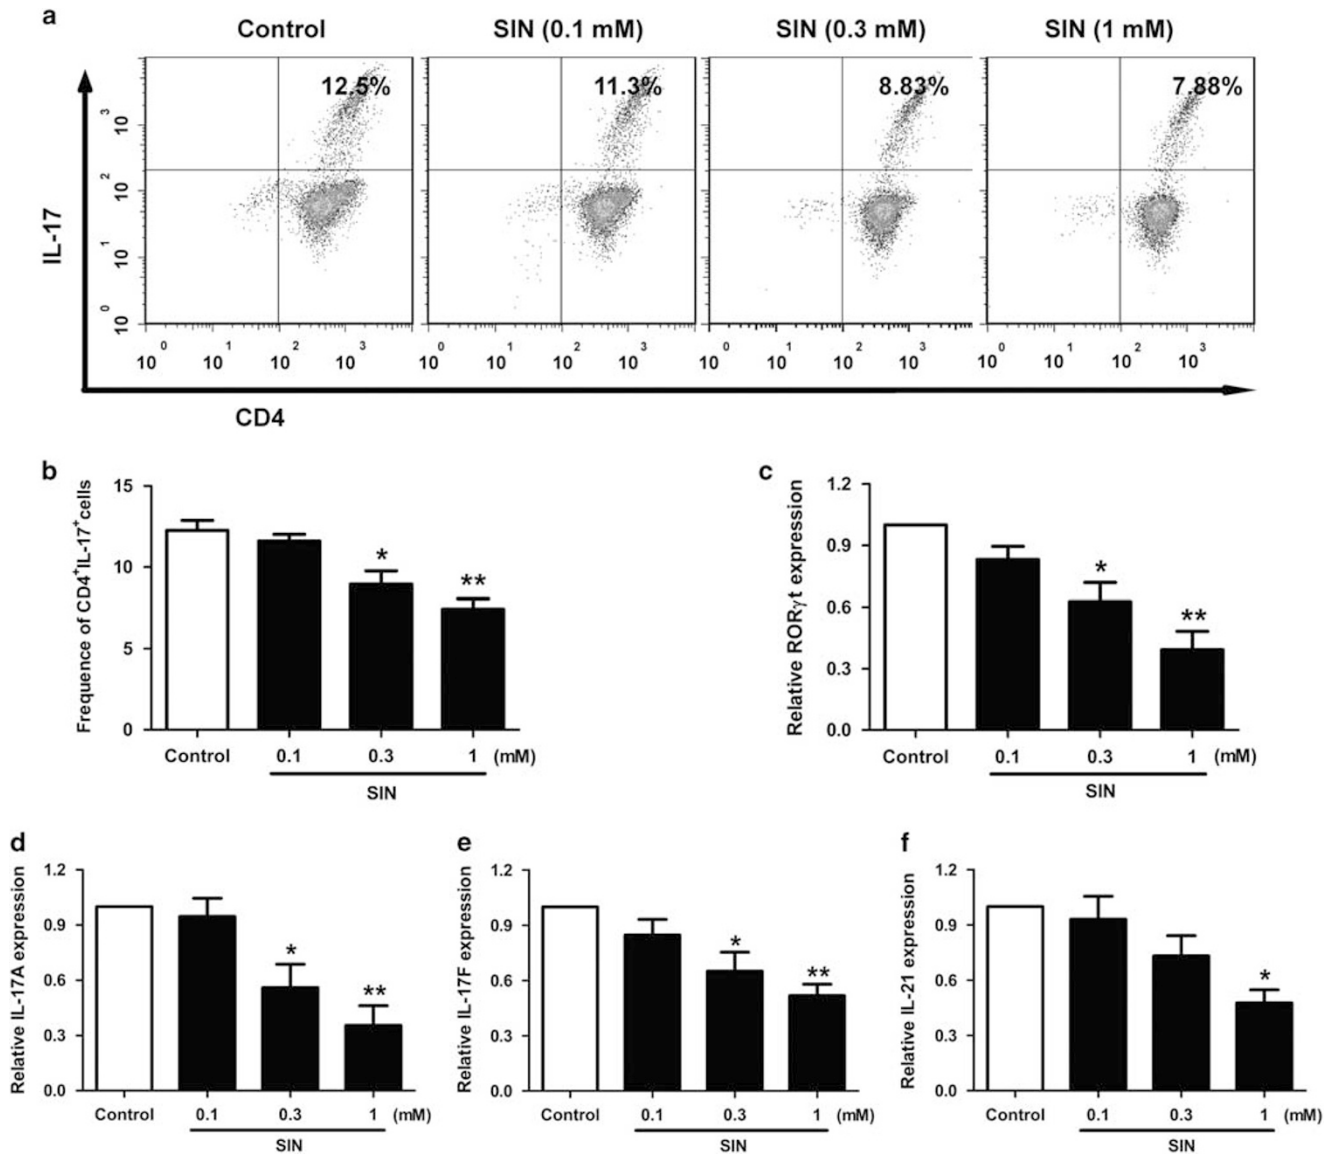 a
Control SIN (0.1 mM) SIN (0.3 mM) SIN (1 mM)
12.5% 11.3% 8.83% 7.88%
IL-17
10 3
10 2
10 1
10 0
10 0 10 1 10 2 10 3 10 0 10 1 10 2 10 3 10 0 10 1 10 2 10 3 10 0 10 1 10 2 10 3
CD4
b
Frequence of CD4+IL-17+cells
15
10
5
0
* **
Control 0.1 0.3 1 (mM)
SIN
c
Relative RORγt expression
1.2
0.9
0.6
0.3
0.0
* **
Control 0.1 0.3 1 (mM)
SIN
d
Relative IL-17A expression
1.2
0.9
0.6
0.3
0.0
* **
Control 0.1 0.3 1 (mM)
SIN
e
Relative IL-17F expression
1.2
0.9
0.6
0.3
0.0
* **
Control 0.1 0.3 1 (mM)
SIN
f
Relative IL-21 expression
1.2
0.9
0.6
0.3
0.0
*
Control 0.1 0.3 1 (mM)
SIN